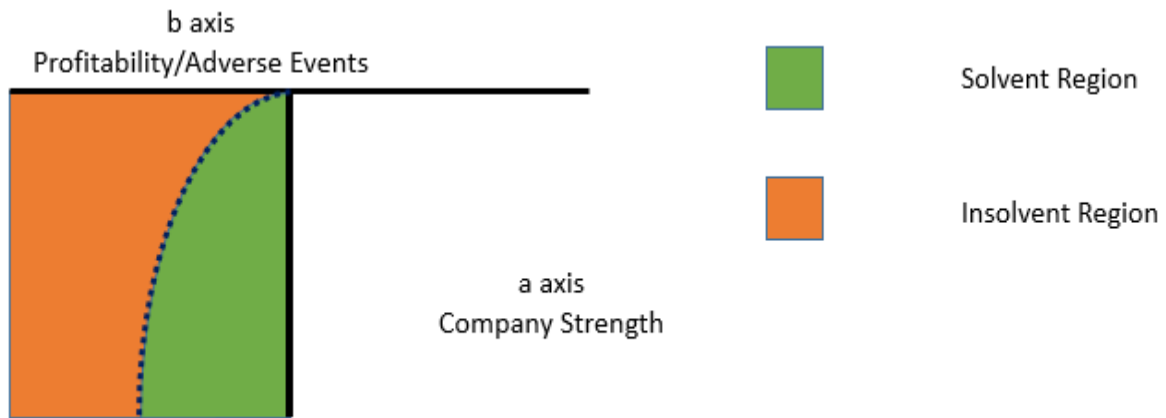 b axis
Profitability/Adverse Events
Solvent Region
Insolvent Region
a axis
Company Strength